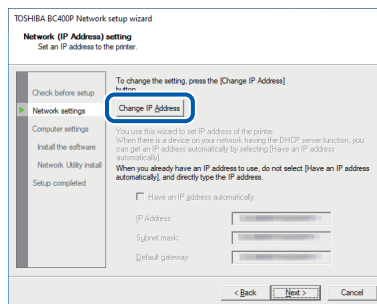 TOSHIBA BC400P Network setup wizard
Network (IP Address) setting
Set an IP address to the printer.
Check before setup
Network settings
Computer settings
Install the software
Network Utility install
Setup completed
To change the setting, press the [Change IP Address]
button.
Change IP Address
You use this wizard to set IP address of the printer.
When there is a device on your network having the DHCP server function, you
can get an IP address automatically by selecting [Have an IP address
automatically]
When you already have an IP address to use, do not select [Have an IP address
automatically], and directly type the IP address.
Have an IP address automatically.
IP Address:
Subnet mask:
Default gateway:
< Back
Next >
Cancel